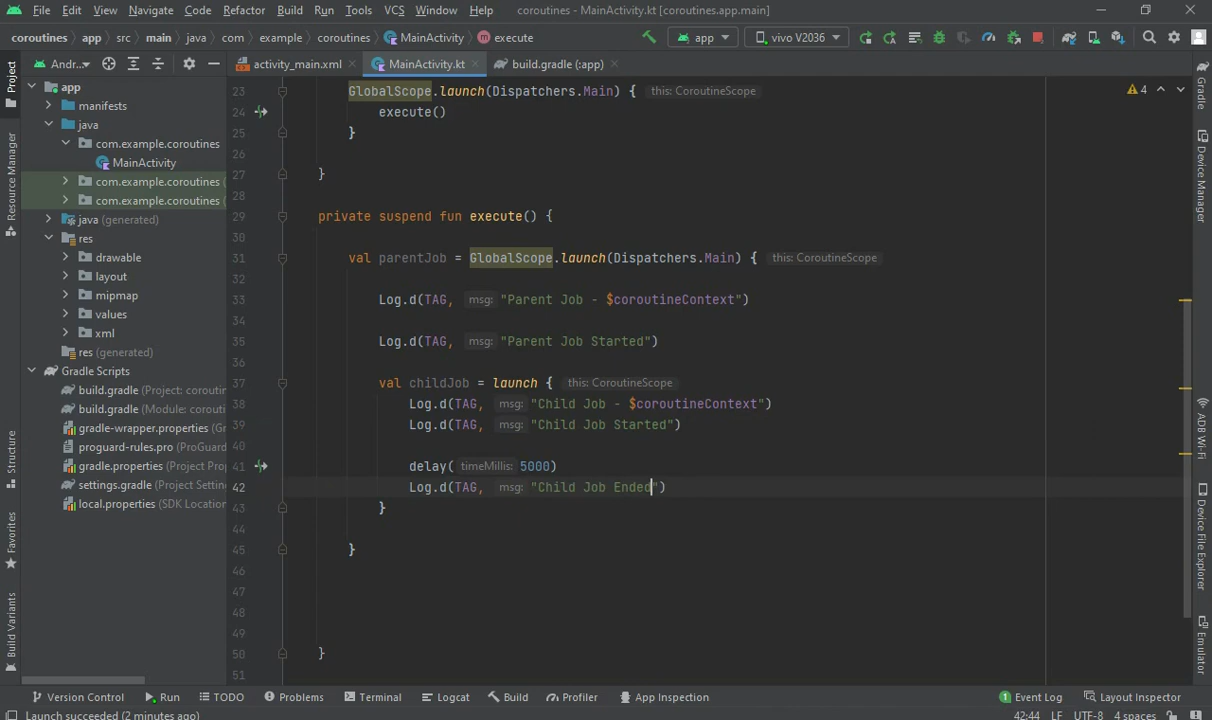 File Edit View Navigate Code Refactor Build Run Tools VCS Window Help coroutines - MainActivity.kt [coroutines.app.main]
coroutines app src main java com example coroutines MainActivity execute app vivo V2036
Andr... activity_main.xml MainActivity.kt build.gradle (app)
app
manifests
java
com.example.coroutines
MainActivity
com.example.coroutines
com.example.coroutines
java (generated)
res
drawable
layout
mipmap
values
xml
res (generated)
Gradle Scripts
build.gradle (Project: coroutin
build.gradle (Module: corouti
gradle-wrapper.properties (Gr
proguard-rules.pro (ProGuar
gradle.properties (Project Prop
settings.gradle (Project Setting
local.properties (SDK Location
Project
Resource Manager
Structure
Favorites
Build Variants
4
23 GlobalScope.launch(Dispatchers.Main) { this: CoroutineScope
24 execute()
25 }
26
27 }
28
29 private suspend fun execute() {
30
31 val parentJob = GlobalScope.launch(Dispatchers.Main) { this: CoroutineScope
32
33 Log.d(TAG, msg: "Parent Job - $coroutineContext")
34
35 Log.d(TAG, msg: "Parent Job Started")
36
37 val childJob = launch { this: CoroutineScope
38 Log.d(TAG, msg: "Child Job - $coroutineContext")
39 Log.d(TAG, msg: "Child Job Started")
40
41 delay( timeMillis: 5000)
42 Log.d(TAG, msg: "Child Job Ended")
43 }
44
45 }
46
47
48
49
50 }
51
Gradle
Device Manager
ADB Wi-Fi
Device File Explorer
Emulator
Version Control Run TODO Problems Terminal Logcat Build Profiler App Inspection 1 Event Log Layout Inspector
Launch succeeded (2 minutes ago) 42:44 LF UTF-8 4 spaces